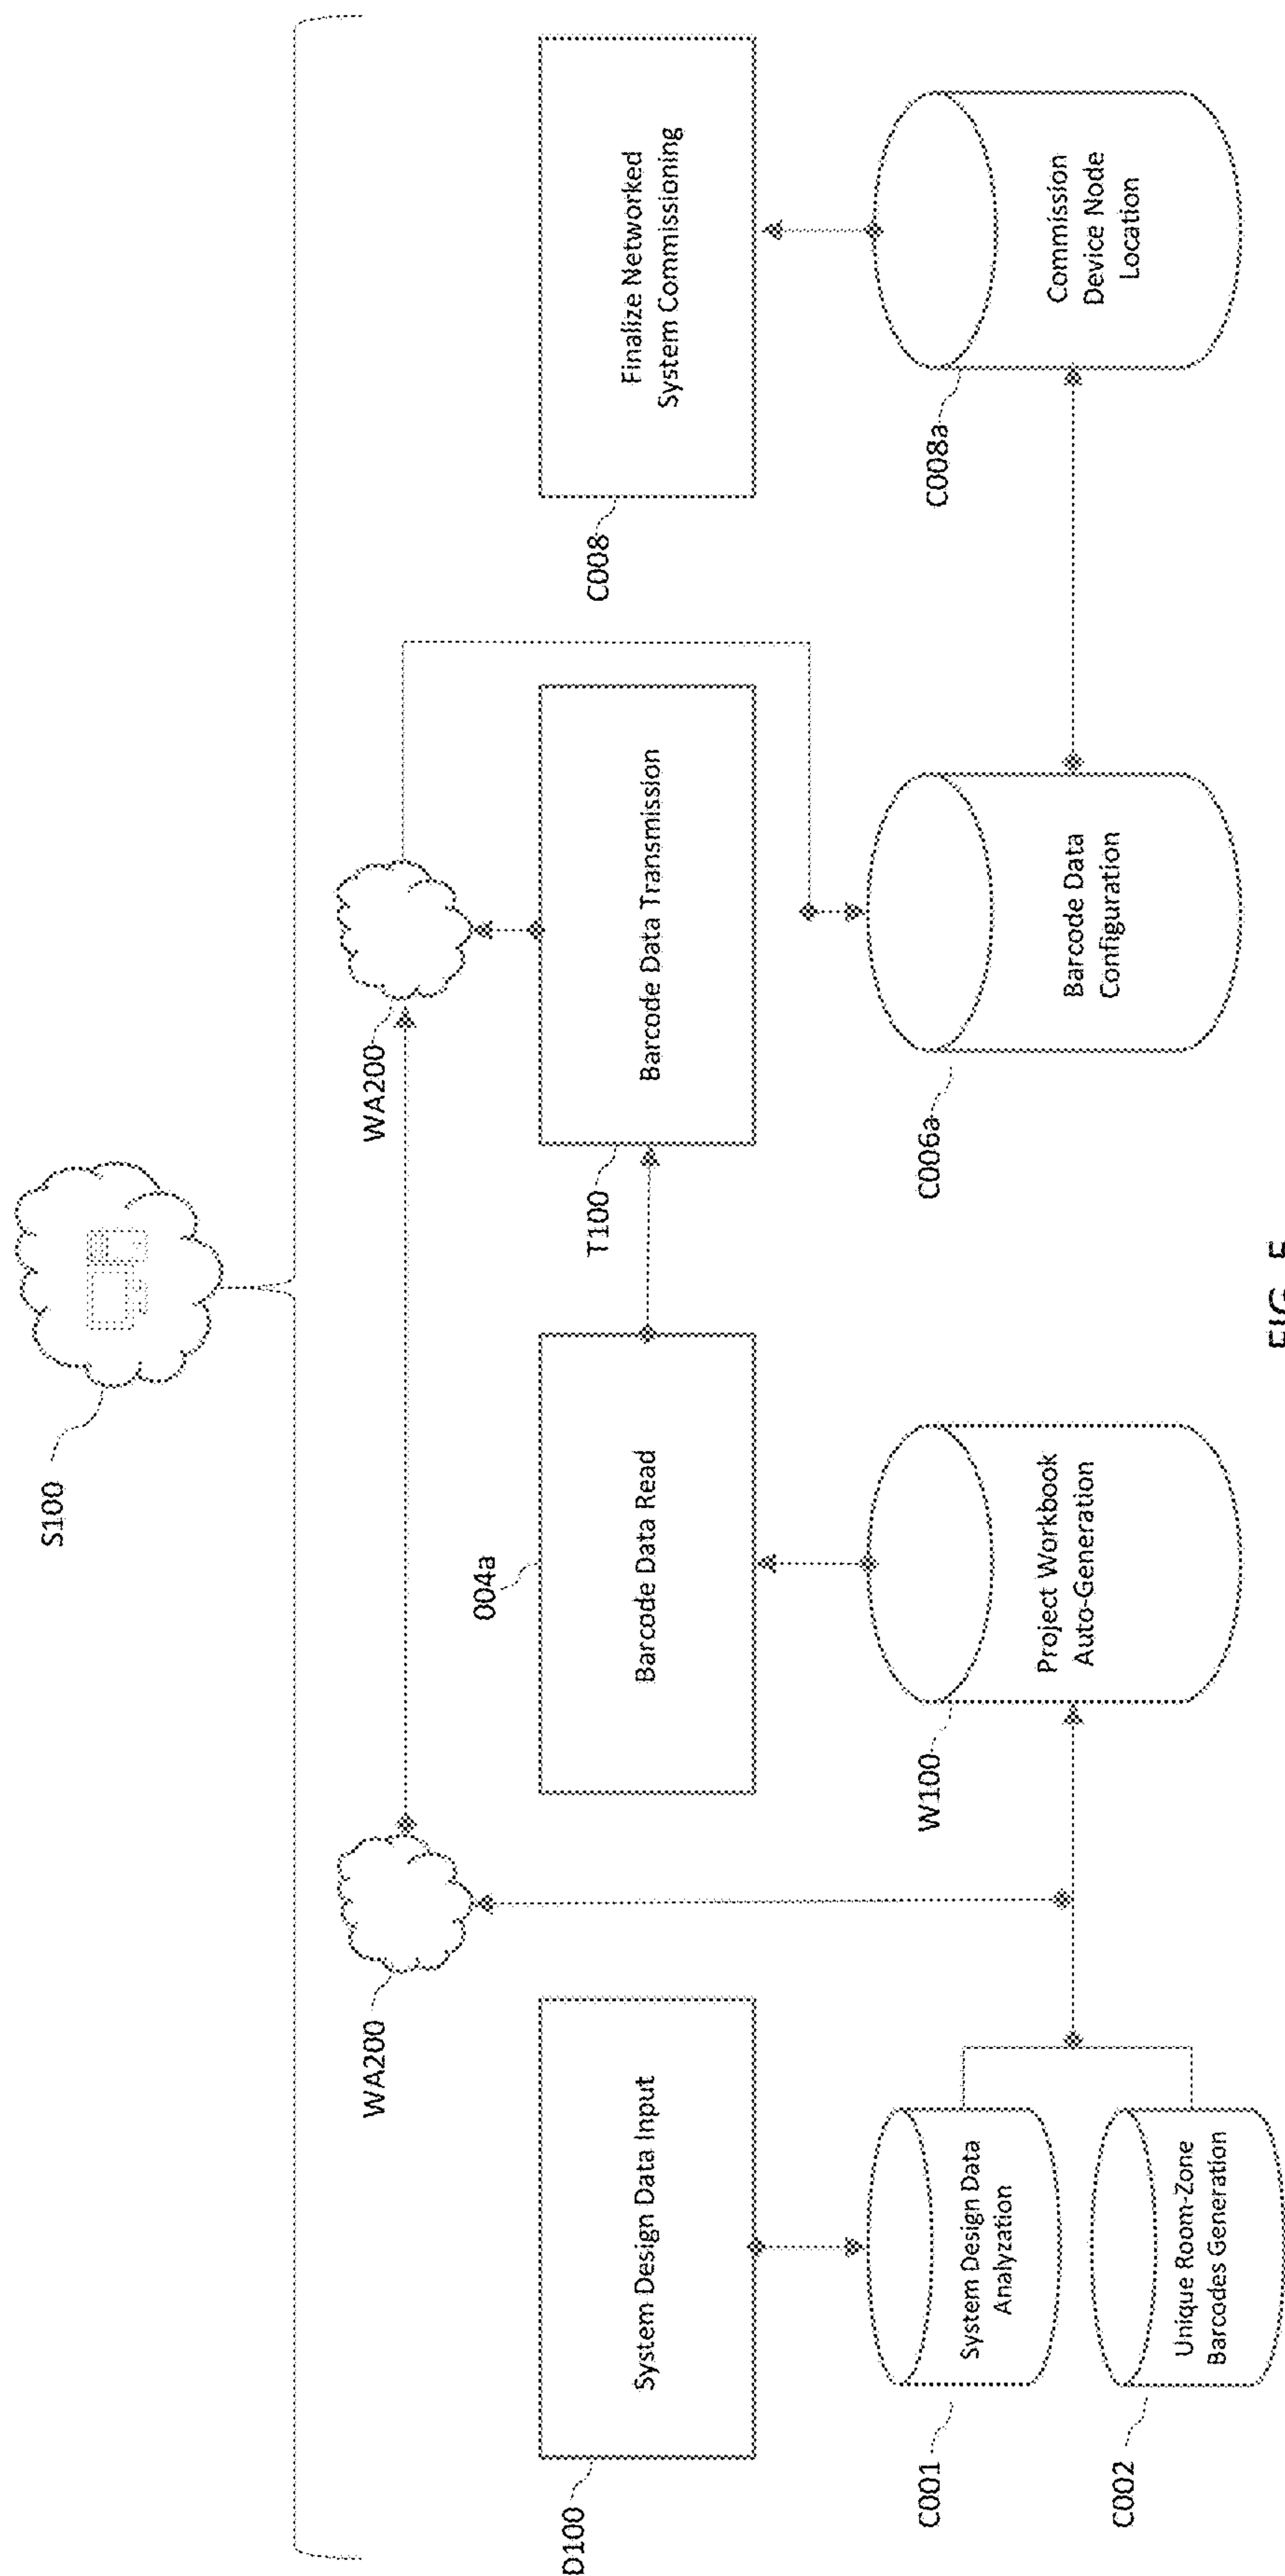 S100
WA200
WA200
D100
System Design Data Input
004a
Barcode Data Read
T100
Barcode Data Transmission
C008
Finalize Networked
System Commissioning
C001
System Design Data
Analyzation
C002
Unique Room-Zone
Barcodes Generation
W100
Project Workbook
Auto-Generation
C006a
Barcode Data
Configuration
C008a
Commission
Device Node
Location
FIG. 5